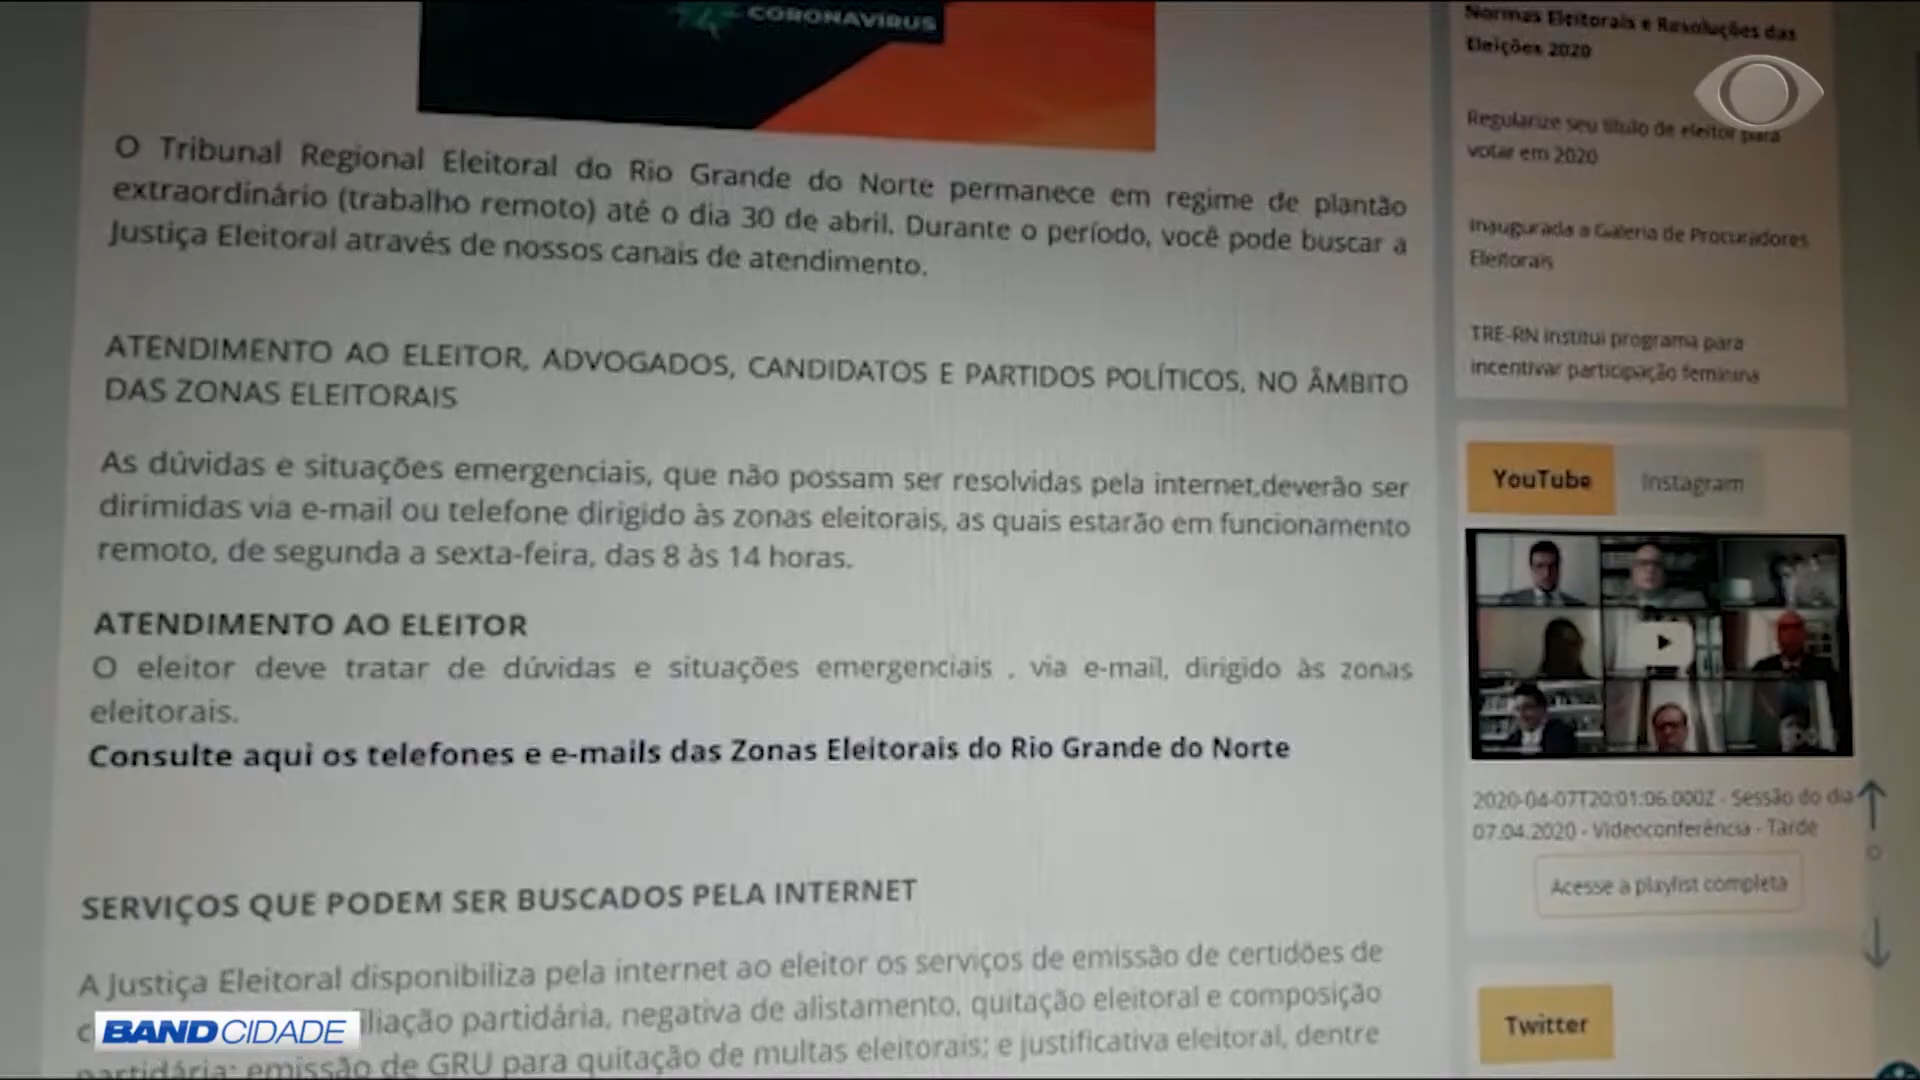 CORONAVÍRUS
O Tribunal Regional Eleitoral do Rio Grande do Norte permanece em regime de plantão
extraordinário (trabalho remoto) até o dia 30 de abril. Durante o período, você pode buscar a
Justiça Eleitoral através de nossos canais de atendimento.
ATENDIMENTO AO ELEITOR, ADVOGADOS, CANDIDATOS E PARTIDOS POLÍTICOS, NO ÂMBITO
DAS ZONAS ELEITORAIS
As dúvidas e situações emergenciais, que não possam ser resolvidas pela internet,deverão ser
dirimidas via e-mail ou telefone dirigido às zonas eleitorais, as quais estarão em funcionamento
remoto, de segunda a sexta-feira, das 8 às 14 horas.
ATENDIMENTO AO ELEITOR
O eleitor deve tratar de dúvidas e situações emergenciais , via e-mail, dirigido às zonas
eleitorais.
Consulte aqui os telefones e e-mails das Zonas Eleitorais do Rio Grande do Norte
SERVIÇOS QUE PODEM SER BUSCADOS PELA INTERNET
A Justiça Eleitoral disponibiliza pela internet ao eleitor os serviços de emissão de certidões de
iliação partidária, negativa de alistamento, quitação eleitoral e composição
partidária; emissão de GRU para quitação de multas eleitorais; e justificativa eleitoral, dentre
BAND CIDADE
Normas Eleitorais e Resoluções das
Eleições 2020
Regularize seu título de eleitor para
votar em 2020
Inaugurada a Galeria de Procuradores
Eleitorais
TRE-RN institui programa para
incentivar participação feminina
YouTube
Instagram
2020-04-07T20:01:06.000Z - Sessão do dia
07.04.2020 - Videoconferência - Tarde
Acesse a playlist completa
Twitter